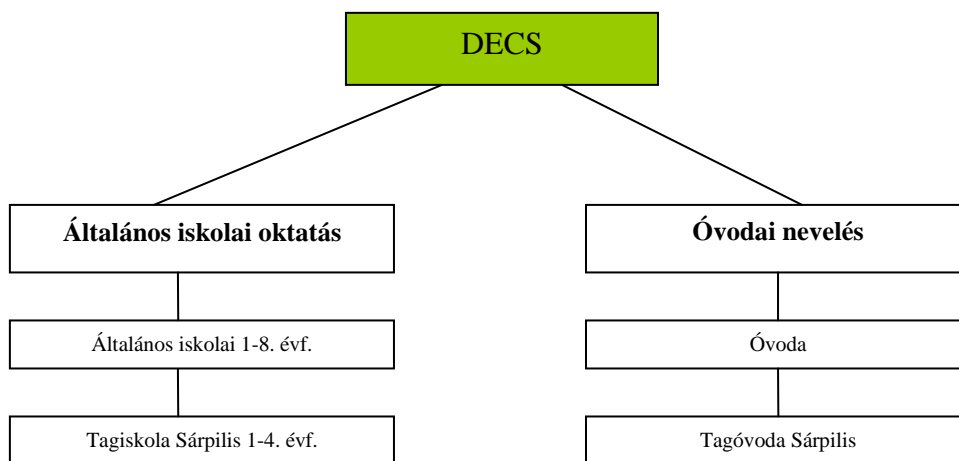 DECS
Általános iskolai oktatás
Óvodai nevelés
Általános iskolai 1-8. évf.
Óvoda
Tagiskola Sárpilis 1-4. évf.
Tagóvoda Sárpilis